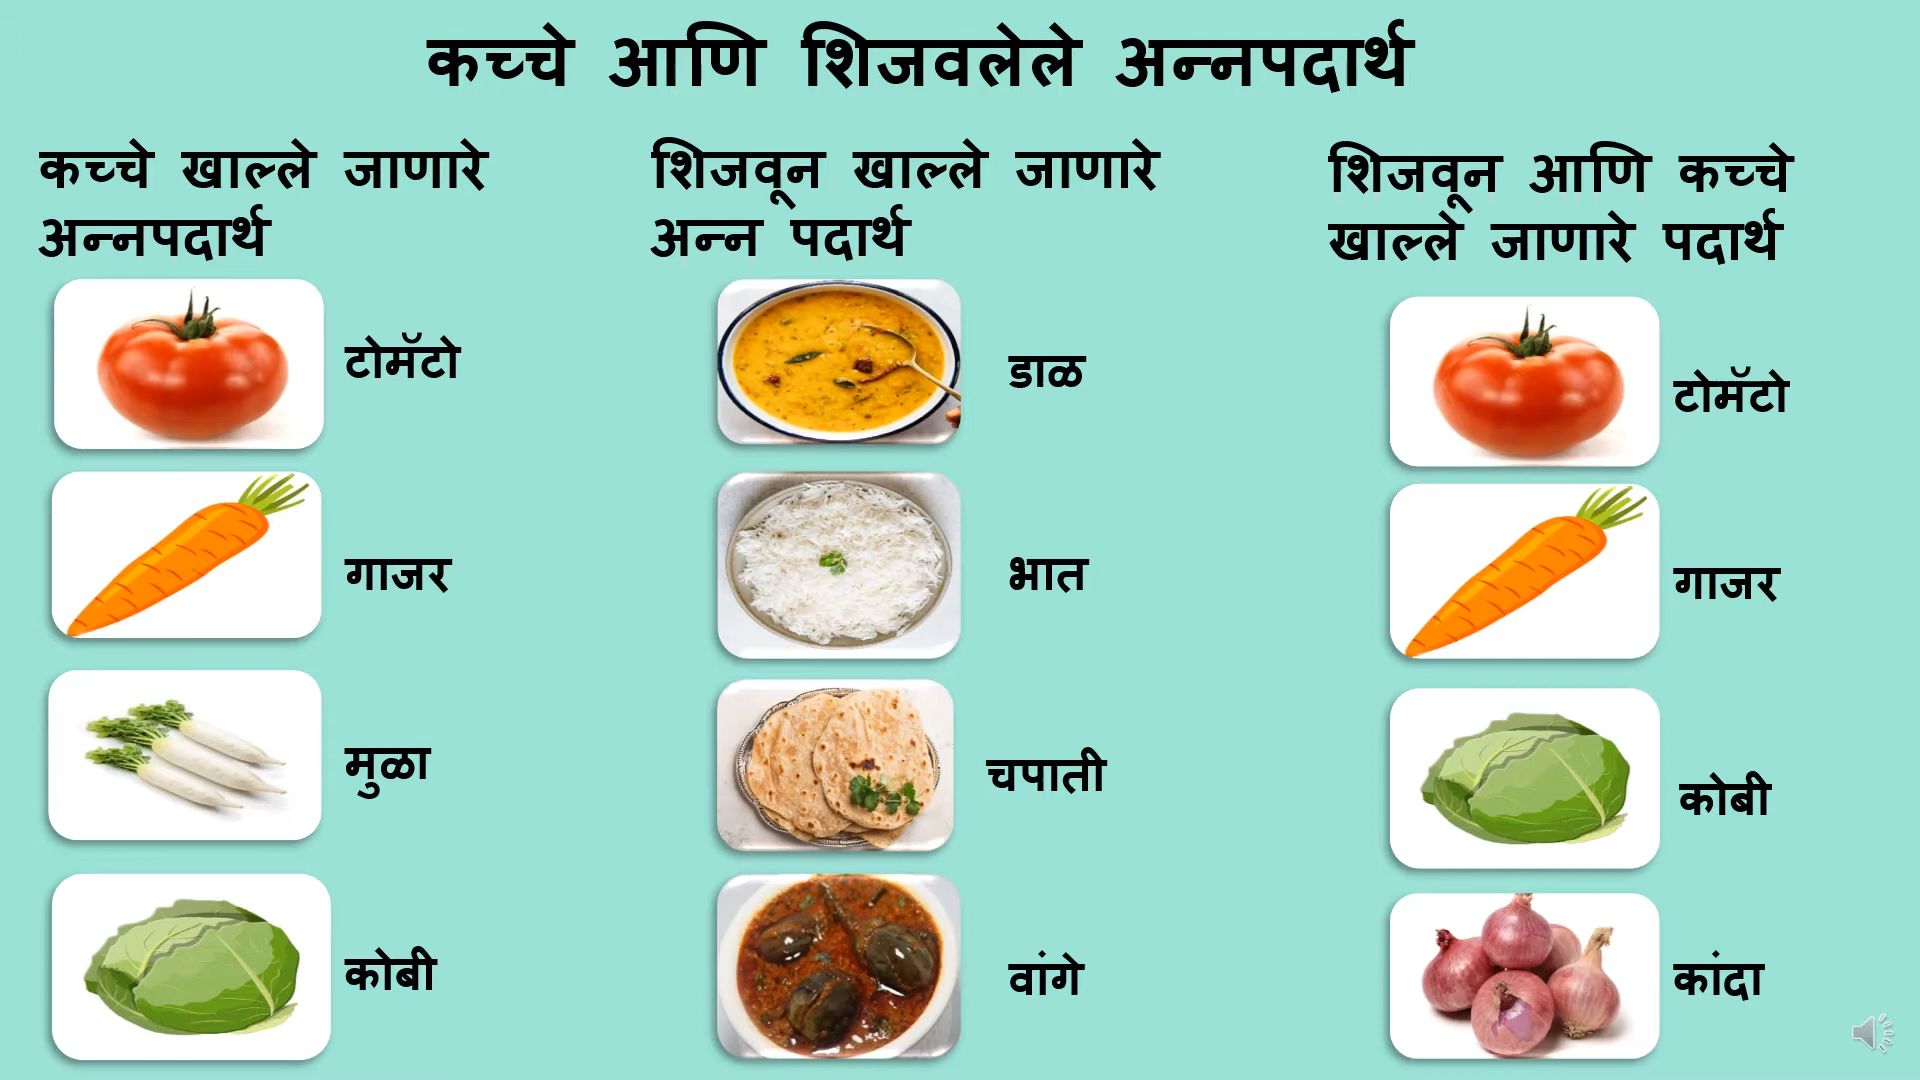 कच्चे आणि शिजवलेले अन्नपदार्थ
कच्चे खाल्ले जाणारे
अन्नपदार्थ
टोमॅटो
गाजर
मुळा
कोबी
शिजवून खाल्ले जाणारे
अन्न पदार्थ
डाळ
भात
चपाती
वांगे
शिजवून आणि कच्चे
खाल्ले जाणारे पदार्थ
टोमॅटो
गाजर
कोबी
कांदा